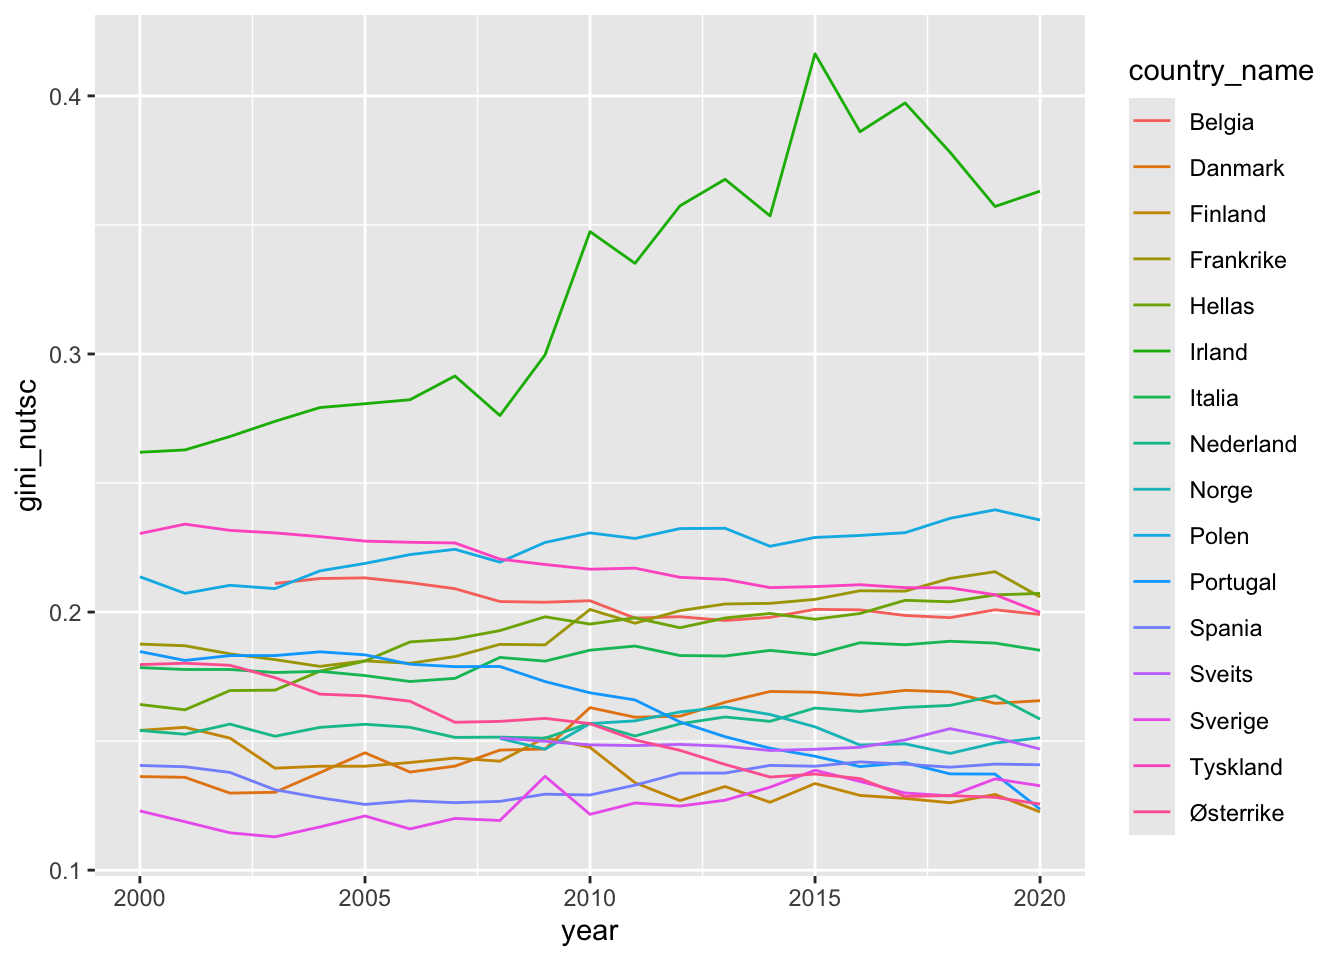 country_name
Belgia
Danmark
Finland
Frankrike
Hellas
Irland
Italia
Nederland
Norge
Polen
Portugal
Spania
Sveits
Sverige
Tyskland
Østerrike
gini_nutsc
0.4
0.3
0.2
0.1
2000 2005 2010 2015 2020
year